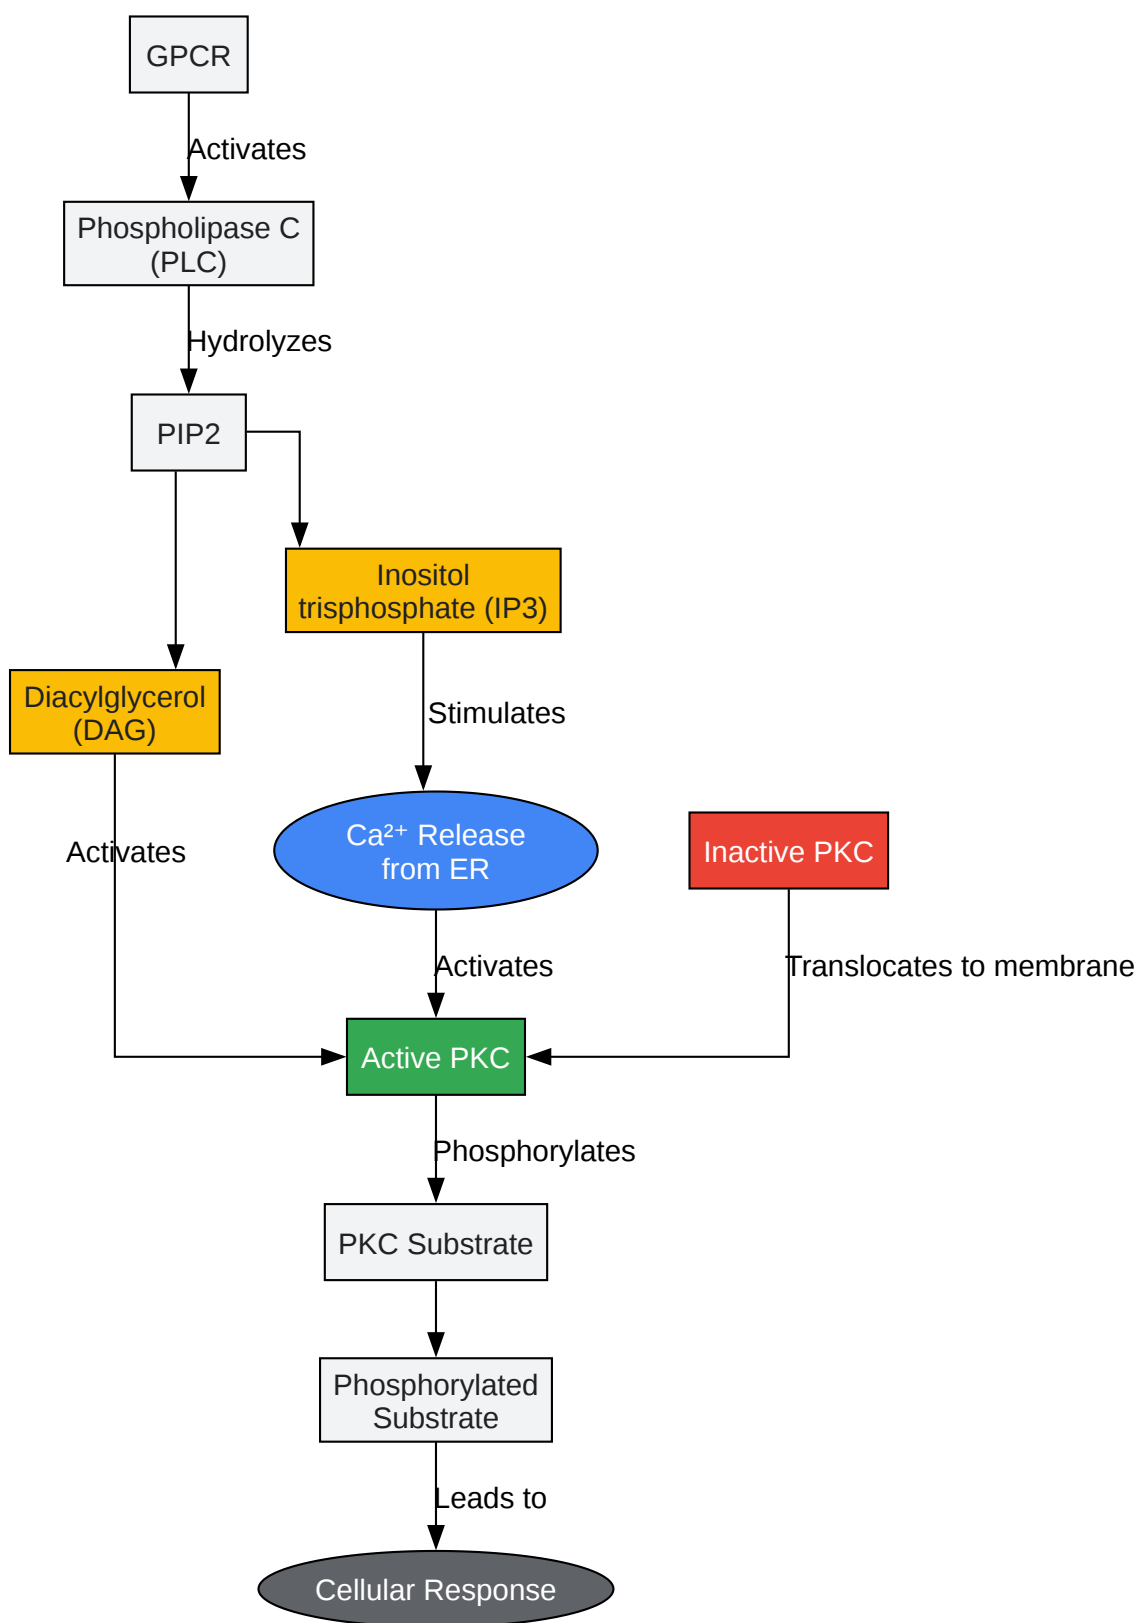 GPCR
Activates
Phospholipase C
(PLC)
Hydrolyzes
PIP2
Inositol
trisphosphate (IP3)
Diacylglycerol
(DAG)
Stimulates
Activates
Ca²⁺ Release
from ER
Inactive PKC
Activates
Translocates to membrane
Active PKC
Phosphorylates
PKC Substrate
Phosphorylated
Substrate
Leads to
Cellular Response